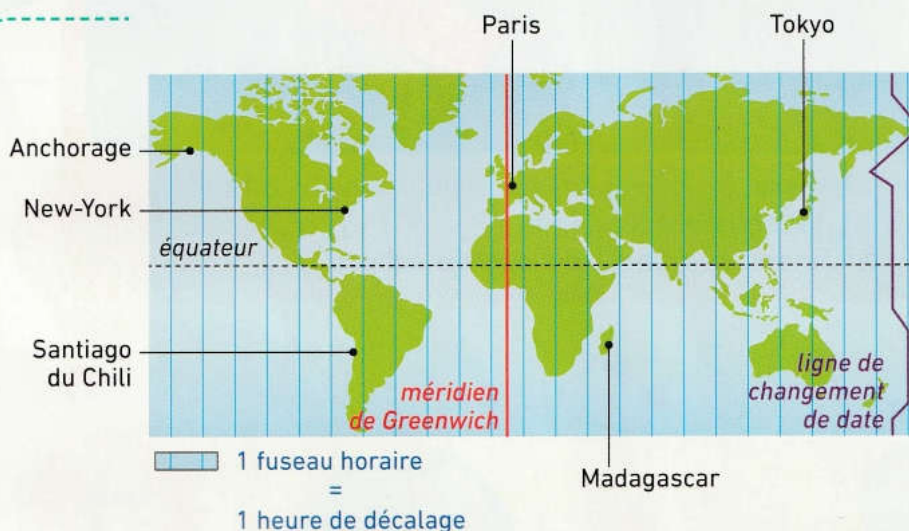 Paris
Tokyo
Anchorage
New-York
équateur
Santiago
du Chili
méridien
de Greenwich
ligne de
changement
de date
Madagascar
1 fuseau horaire
=
1 heure de décalage